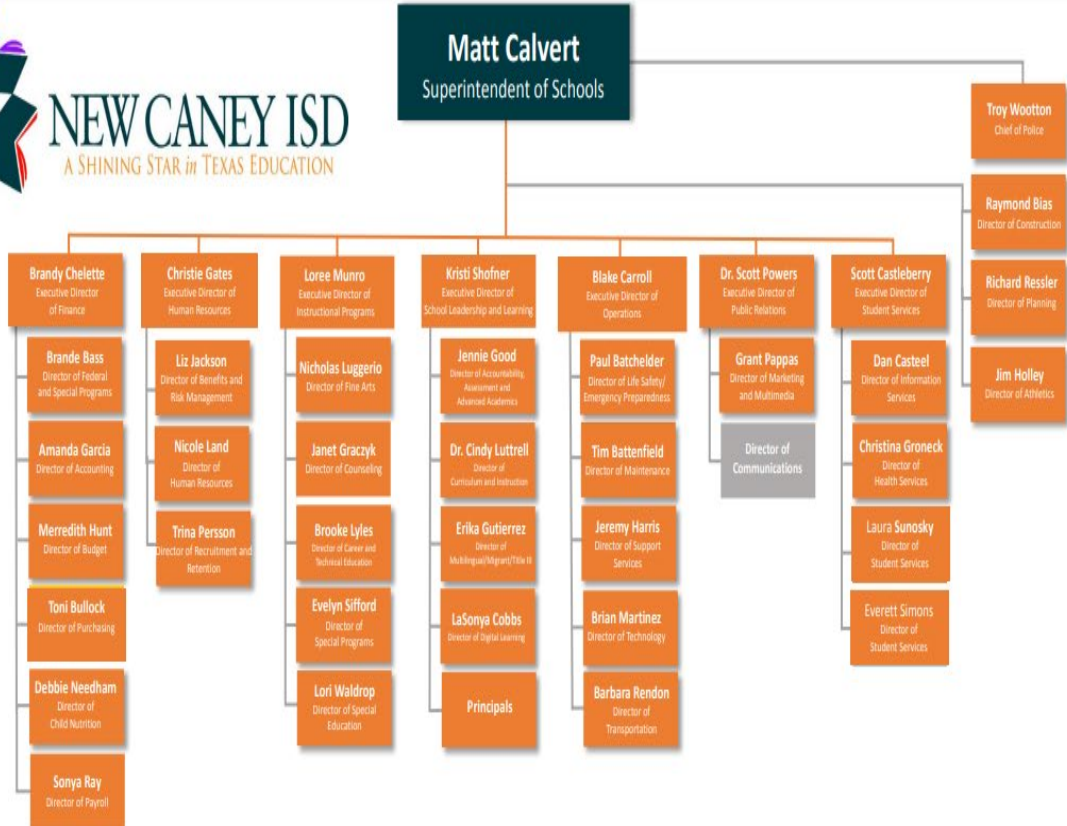 Matt Calvert
Superintendent of Schools
NEW CANEY ISD
A SHINING STAR in TEXAS EDUCATION
Troy Wootton
Chief of Police
Raymond Bias
Director of Construction
Richard Ressler
Director of Planning
Jim Holley
Director of Athletics
Brandy Chelette
Executive Director
of Finance
Brande Bass
Director of Federal
and Special Programs
Amanda Garcia
Director of Accounting
Merredith Hunt
Director of Budget
Toni Bullock
Director of Purchasing
Debbie Needham
Director of
Child Nutrition
Sonya Ray
Director of Payroll
Christie Gates
Executive Director of
Human Resources
Liz Jackson
Director of Benefits and
Risk Management
Nicole Land
Director of
Human Resources
Trina Persson
Director of Recruitment and
Retention
Loree Munro
Executive Director of
Instructional Programs
Nicholas Luggerio
Director of Fine Arts
Janet Graczyk
Director of Counseling
Brooke Lyles
Director of Career and
Technical Education
Evelyn Sifford
Director of
Special Programs
Lori Waldrop
Director of Special
Education
Kristi Shofner
Executive Director of
School Leadership and Learning
Jennie Good
Director of Accountability,
Assessment and
Advanced Academics
Dr. Cindy Luttrell
Director of
Curriculum and Instruction
Erika Gutierrez
Director of
Multilingual/Migrant/Title III
LaSonya Cobbs
Director of Digital Learning
Principals
Blake Carroll
Executive Director of
Operations
Paul Batchelder
Director of Life Safety/
Emergency Preparedness
Tim Battenfield
Director of Maintenance
Jeremy Harris
Director of Support
Services
Brian Martinez
Director of Technology
Barbara Rendon
Director of
Transportation
Dr. Scott Powers
Executive Director of
Public Relations
Grant Pappas
Director of Marketing
and Multimedia
Director of
Communications
Scott Castleberry
Executive Director of
Student Services
Dan Casteel
Director of Information
Services
Christina Groneck
Director of
Health Services
Laura Sunosky
Director of
Student Services
Everett Simons
Director of
Student Services